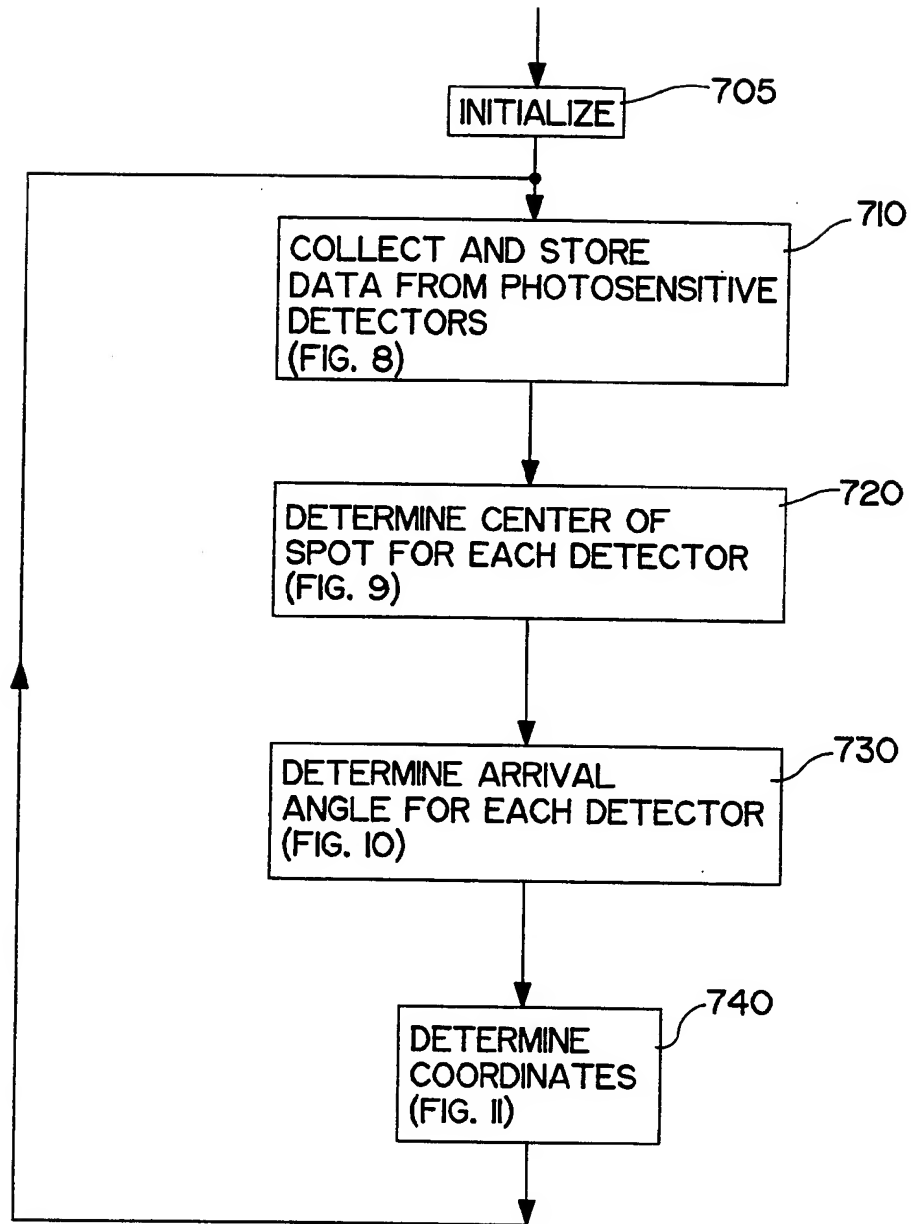 INITIALIZE
705
710
COLLECT AND STORE
DATA FROM PHOTOSENSITIVE
DETECTORS
(FIG. 8)
720
DETERMINE CENTER OF
SPOT FOR EACH DETECTOR
(FIG. 9)
730
DETERMINE ARRIVAL
ANGLE FOR EACH DETECTOR
(FIG. 10)
740
DETERMINE
COORDINATES
(FIG. 11)